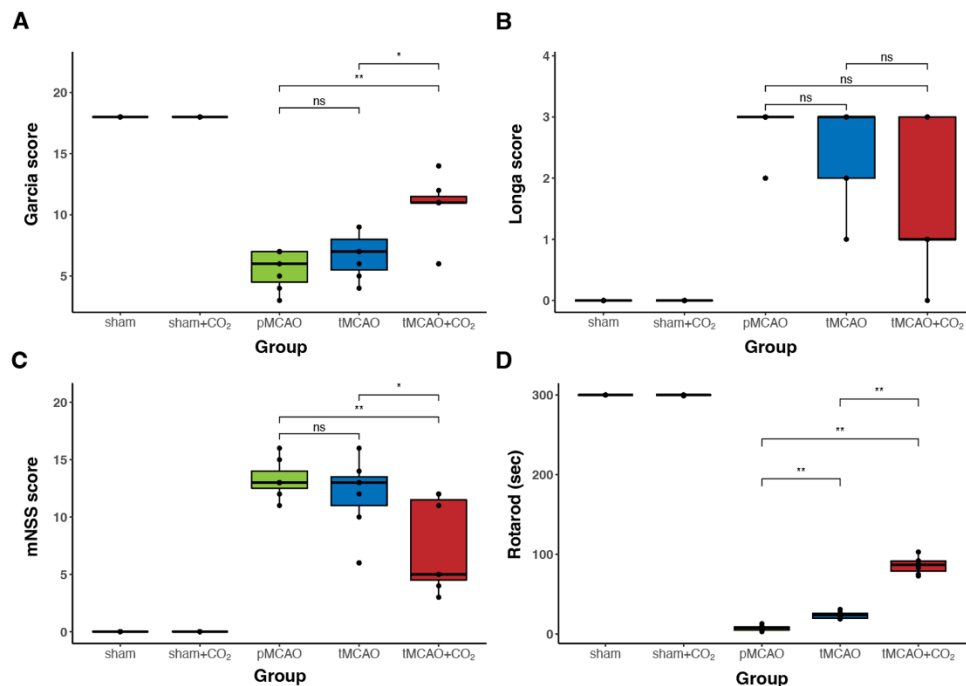 A
Garcia score
20
15
10
5
*
**
ns
sham
sham+CO₂
pMCAO
tMCAO
tMCAO+CO₂
Group
B
Longa score
4
3
2
1
0
ns
ns
ns
sham
sham+CO₂
pMCAO
tMCAO
tMCAO+CO₂
Group
C
mNSS score
20
15
10
5
0
*
**
ns
sham
sham+CO₂
pMCAO
tMCAO
tMCAO+CO₂
Group
D
Rotarod (sec)
300
200
100
0
**
**
**
sham
sham+CO₂
pMCAO
tMCAO
tMCAO+CO₂
Group